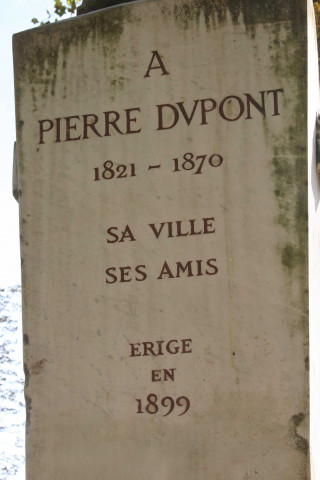 A
PIERRE DVPONT
1821 - 1870
SA VILLE
SES AMIS
ERIGE
EN
1899